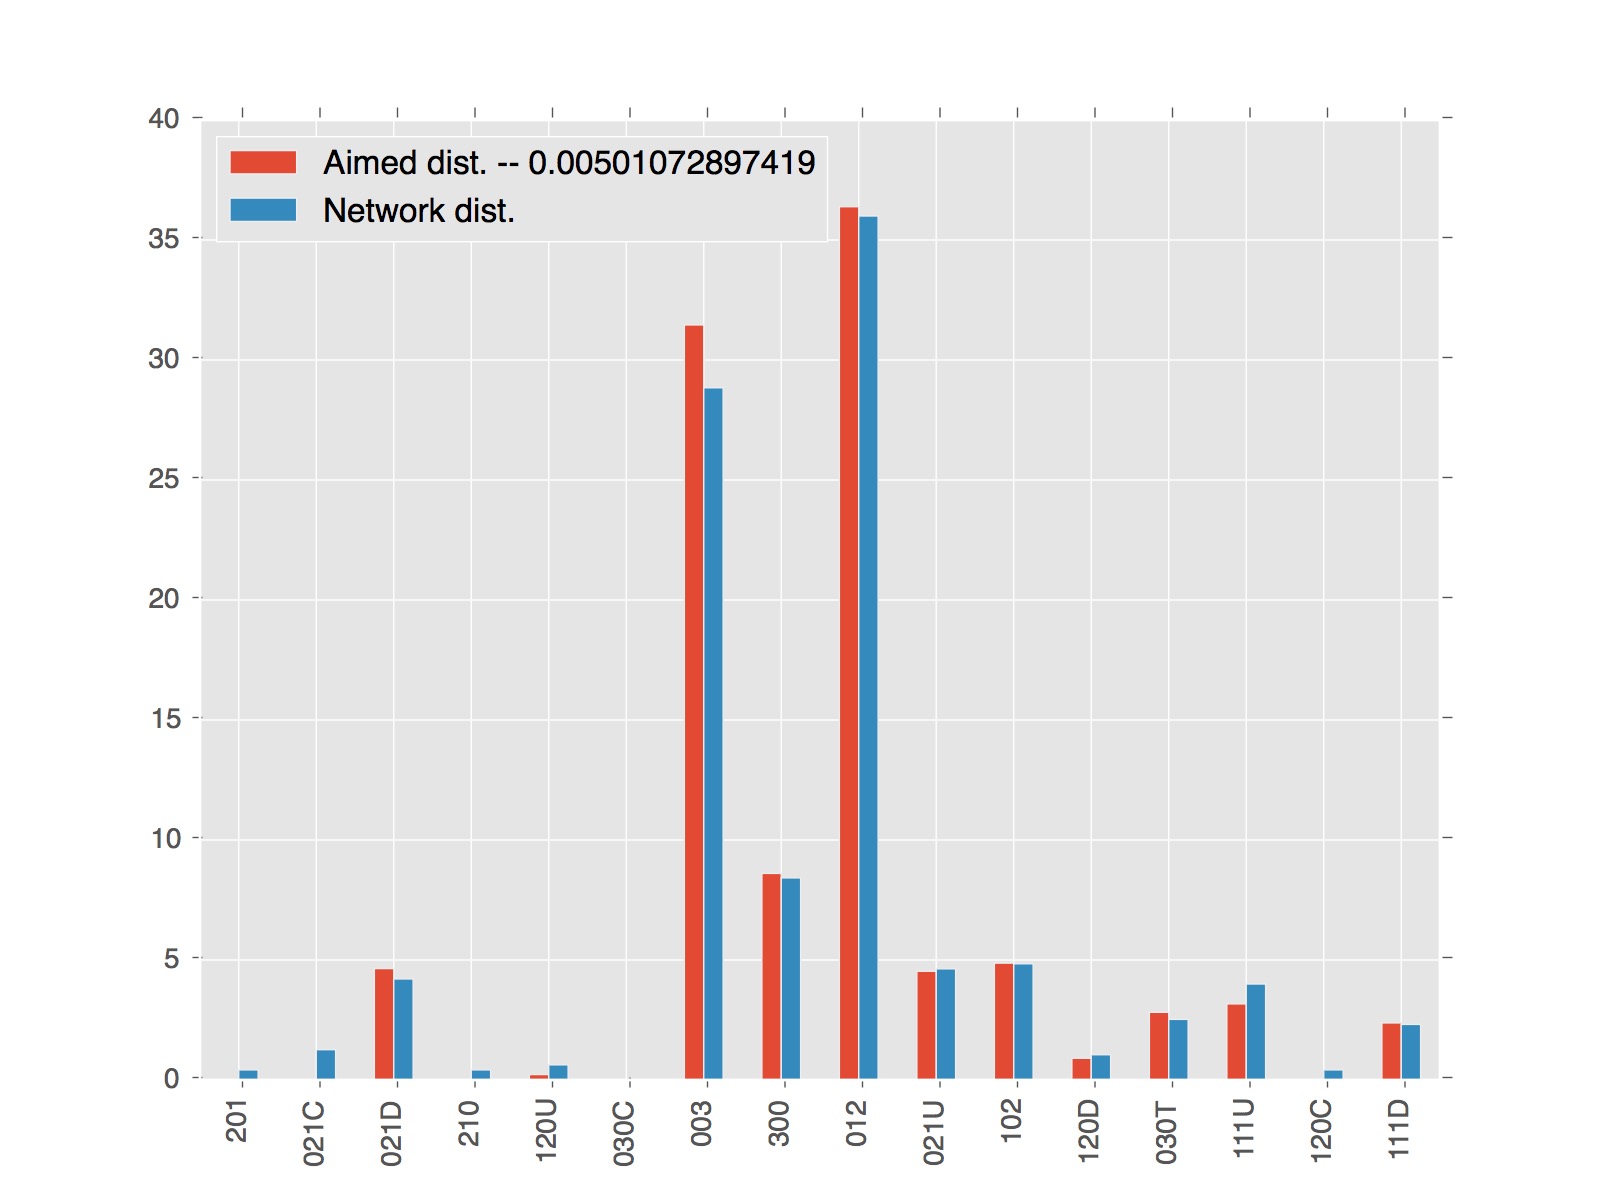 40
35
30
25
20
15
10
5
0
Aimed dist. -- 0.00501072897419
Network dist.
201
021C
021D
210
120U
030C
003
300
012
021U
102
120D
030T
111U
120C
111D